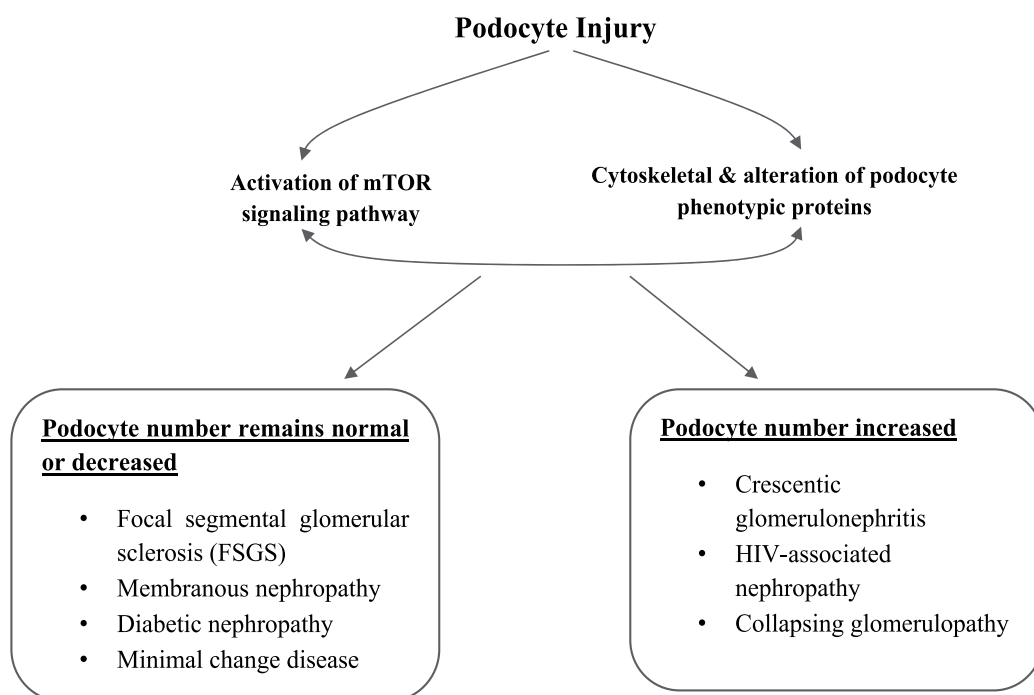 Podocyte Injury
Activation of mTOR
signaling pathway
Cytoskeletal & alteration of podocyte
phenotypic proteins
Podocyte number remains normal
or decreased
• Focal segmental glomerular
sclerosis (FSGS)
• Membranous nephropathy
• Diabetic nephropathy
• Minimal change disease
Podocyte number increased
• Crescentic
glomerulonephritis
• HIV-associated
nephropathy
• Collapsing glomerulopathy